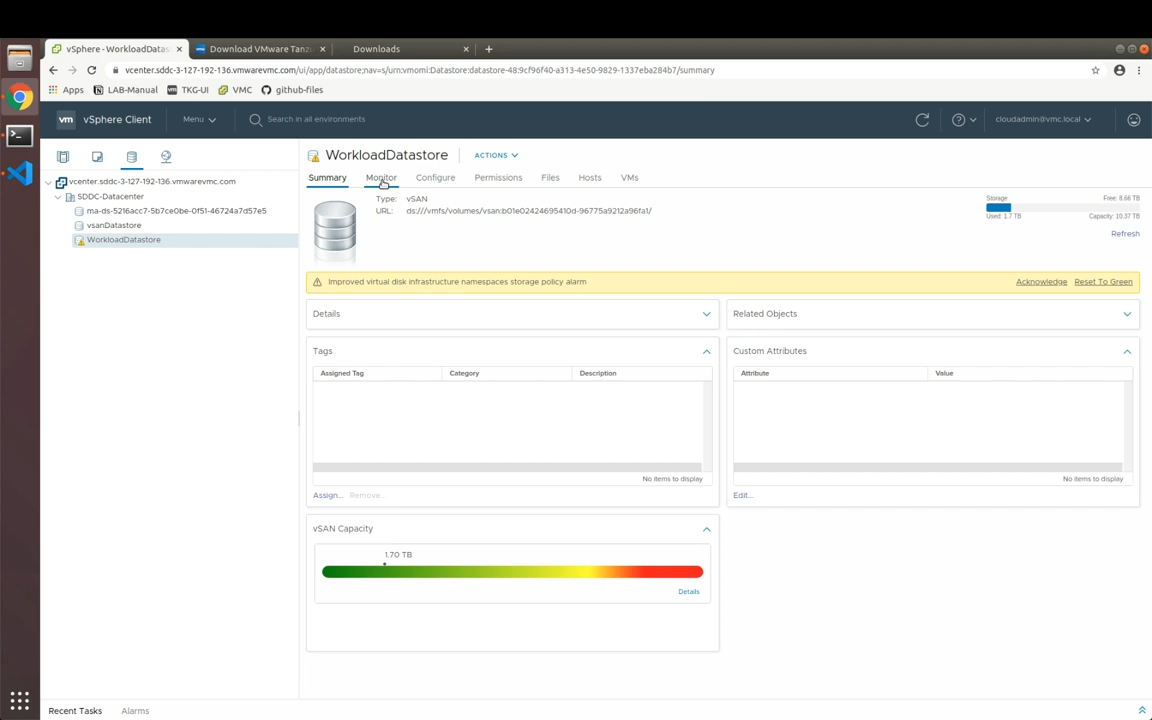 vSphere - WorkloadDatas
Download VMware Tanz
Downloads
vcenter.sddc-3-127-192-136.vmwarevmc.com/ui/app/datastore;nav=s/urn:vmomi:Datastore:datastore-48:9cf96f40-a313-4e50-9829-1337eba284b7/summary
Apps
LAB-Manual
TKG-UI
VMC
github-files
vm vSphere Client
Menu
Search in all environments
cloudadmin@vmc.local
WorkloadDatastore
ACTIONS
Summary
Monitor
Configure
Permissions
Files
Hosts
VMs
vcenter.sddc-3-127-192-136.vmwarevmc.com
SDDC-Datacenter
ma-ds-5216acc7-5b7ce0be-0f51-46724a7d57e5
vsanDatastore
WorkloadDatastore
Type: vSAN
URL: ds:///vmfs/volumes/vsan:b01e02424695410d-96775a9212a96fa1/
Storage
Free: 8.66 TB
Used: 1.7 TB
Capacity: 10.37 TB
Refresh
Improved virtual disk infrastructure namespaces storage policy alarm
Acknowledge
Reset To Green
Details
Related Objects
Tags
Assigned Tag
Category
Description
No items to display
Assign...
Remove...
Custom Attributes
Attribute
Value
No items to display
Edit...
vSAN Capacity
1.70 TB
Details
Recent Tasks
Alarms